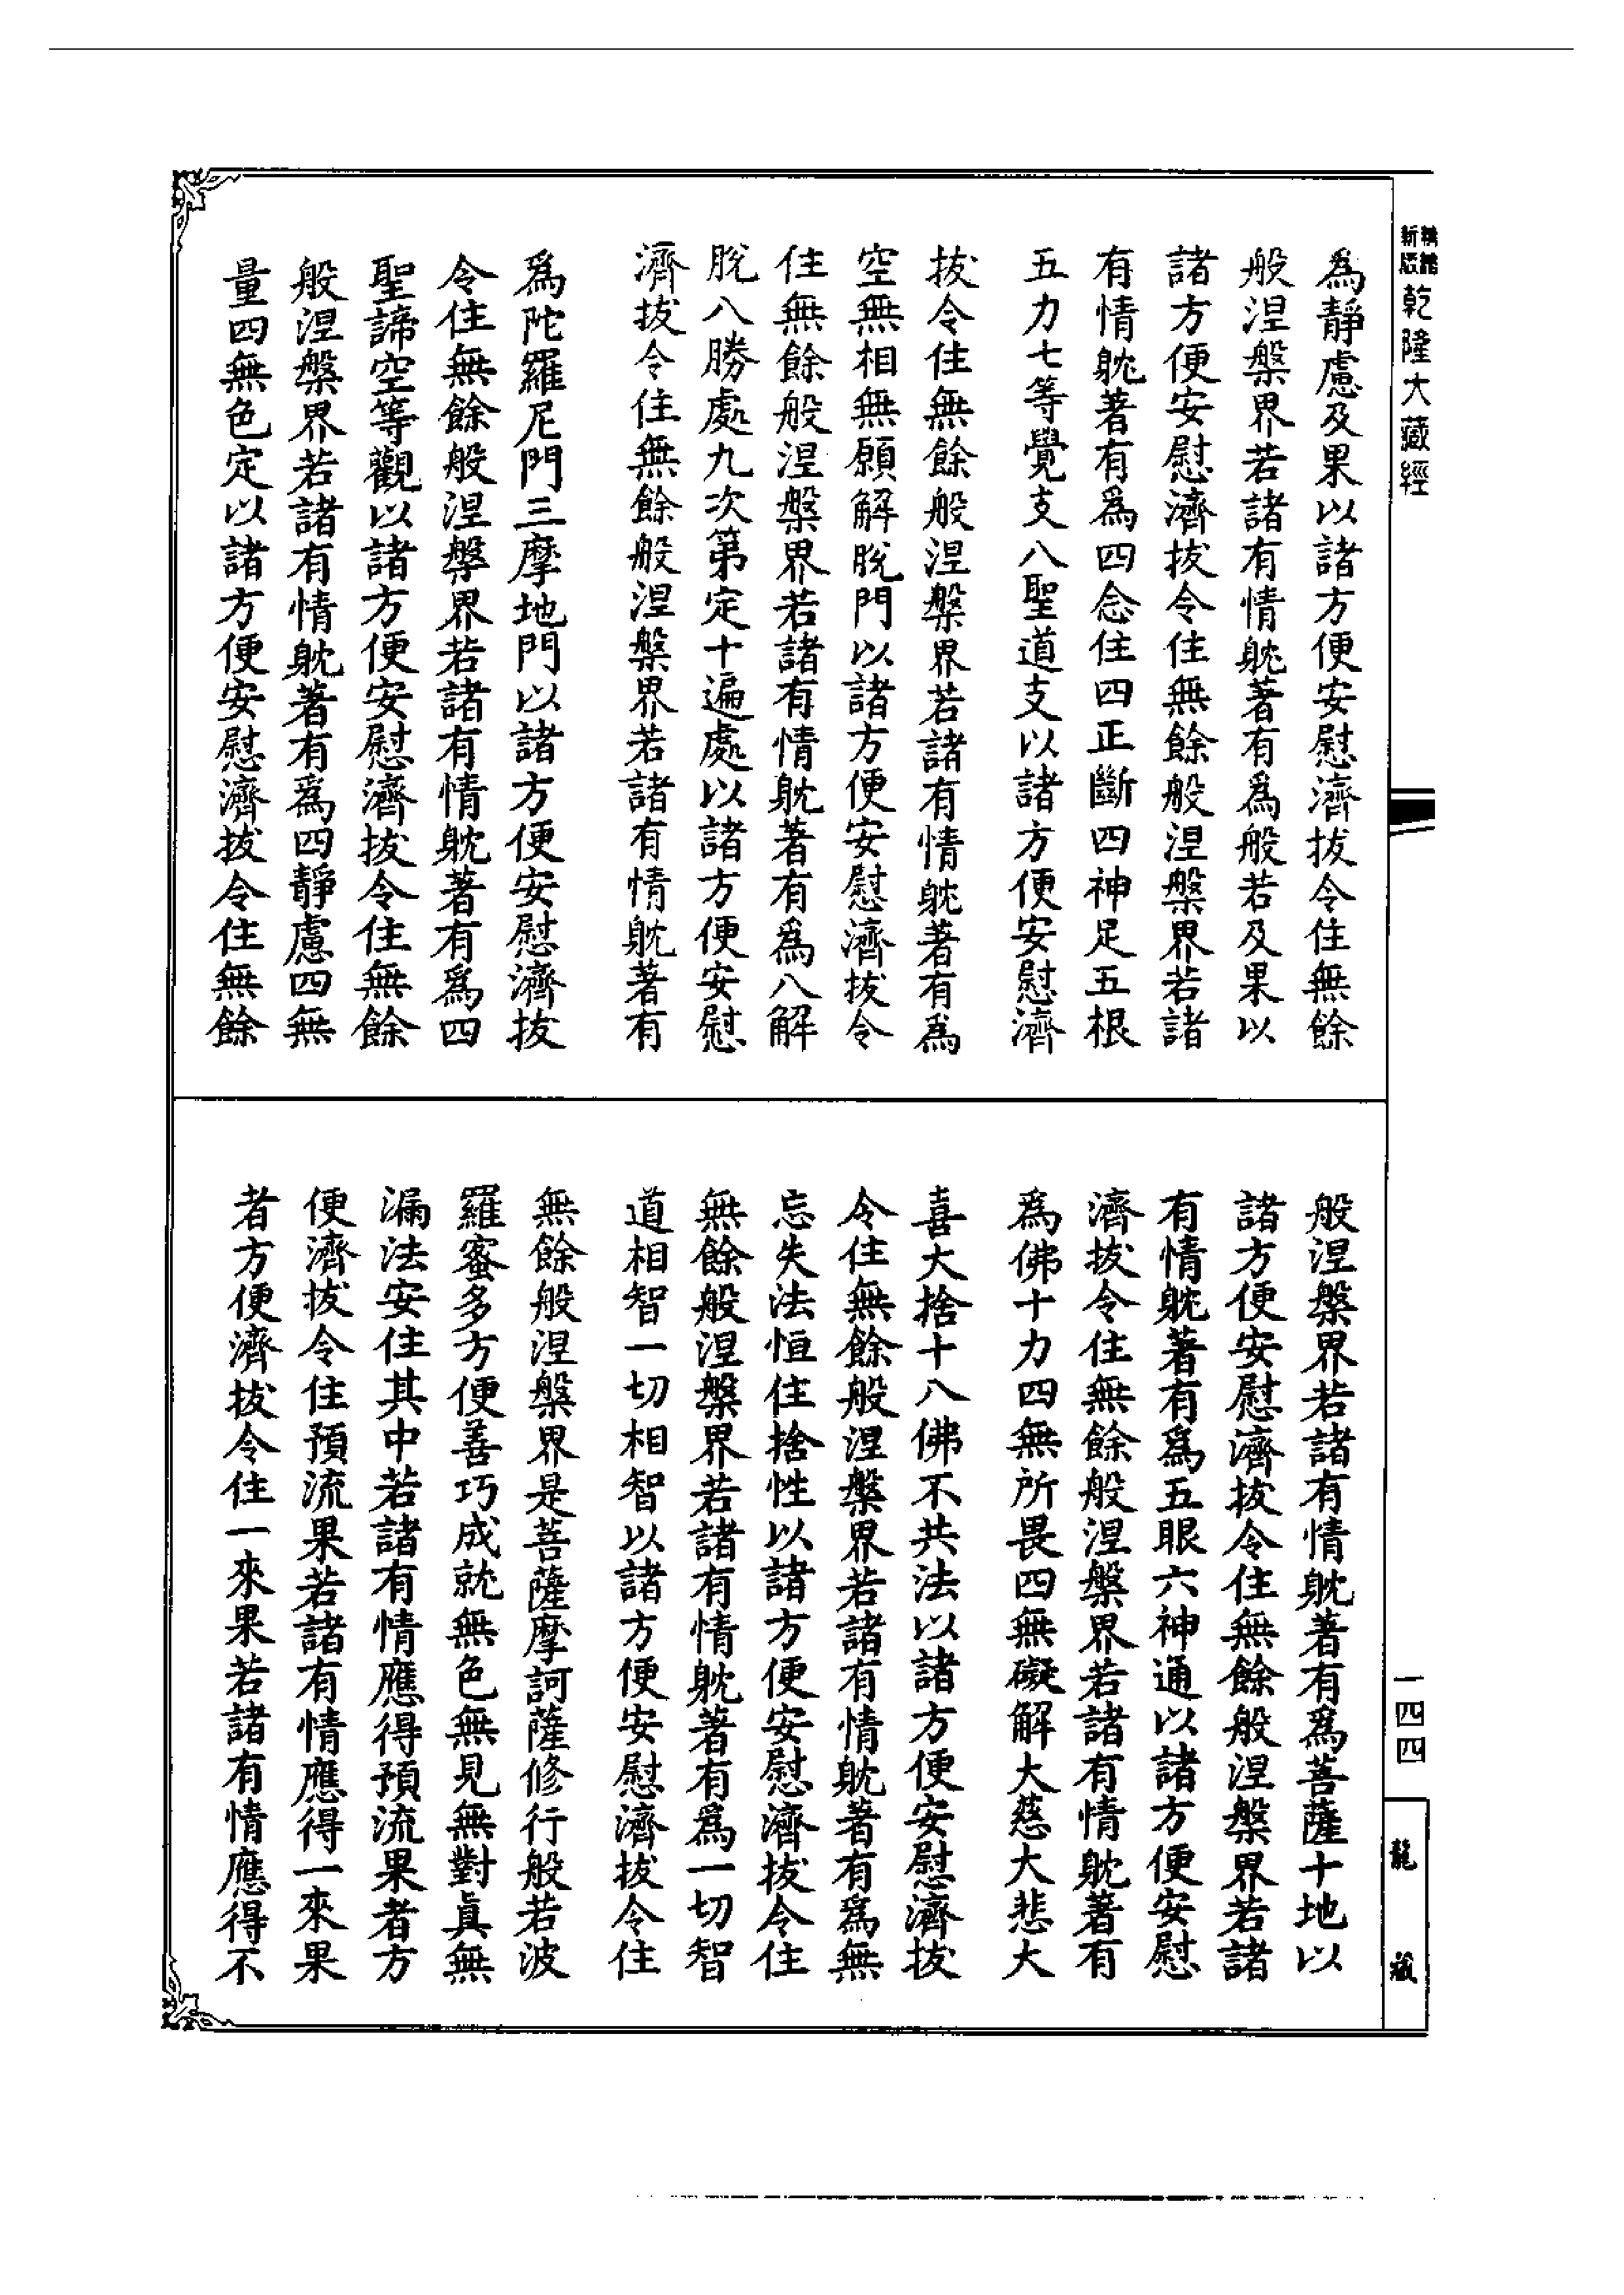 精繕新版乾隆大藏經
為靜慮及果以諸方便安慰濟拔令住無餘
般涅槃界若諸有情躭著有為般若及果以
諸方便安慰濟拔令住無餘般涅槃界若諸
有情躭著有為四念住四正斷四神足五根
五力七等覺支八聖道支以諸方便安慰濟
拔令住無餘般涅槃界若諸有情躭著有為
空無相無願解脫門以諸方便安慰濟拔令
住無餘般涅槃界若諸有情躭著有為八解
脫八勝處九次第定十遍處以諸方便安慰
濟拔令住無餘般涅槃界若諸有情躭著有
為陀羅尼門三摩地門以諸方便安慰濟拔
令住無餘般涅槃界若諸有情躭著有為四
聖諦空等觀以諸方便安慰濟拔令住無餘
般涅槃界若諸有情躭著有為四靜慮四無
量四無色定以諸方便安慰濟拔令住無餘
般涅槃界若諸有情躭著有為菩薩十地以
諸方便安慰濟拔令住無餘般涅槃界若諸
有情躭著有為五眼六神通以諸方便安慰
濟拔令住無餘般涅槃界若諸有情躭著有
為佛十力四無所畏四無礙解大慈大悲大
喜大捨十八佛不共法以諸方便安慰濟拔
令住無餘般涅槃界若諸有情躭著有為無
忘失法恒住捨性以諸方便安慰濟拔令住
無餘般涅槃界若諸有情躭著有為一切智
道相智一切相智以諸方便安慰濟拔令住
無餘般涅槃界是菩薩摩訶薩修行般若波
羅蜜多方便善巧成就無色無見無對真無
漏法安住其中若諸有情應得預流果者方
便濟拔令住預流果若諸有情應得一來果
者方便濟拔令住一來果若諸有情應得不
一四四
龍藏